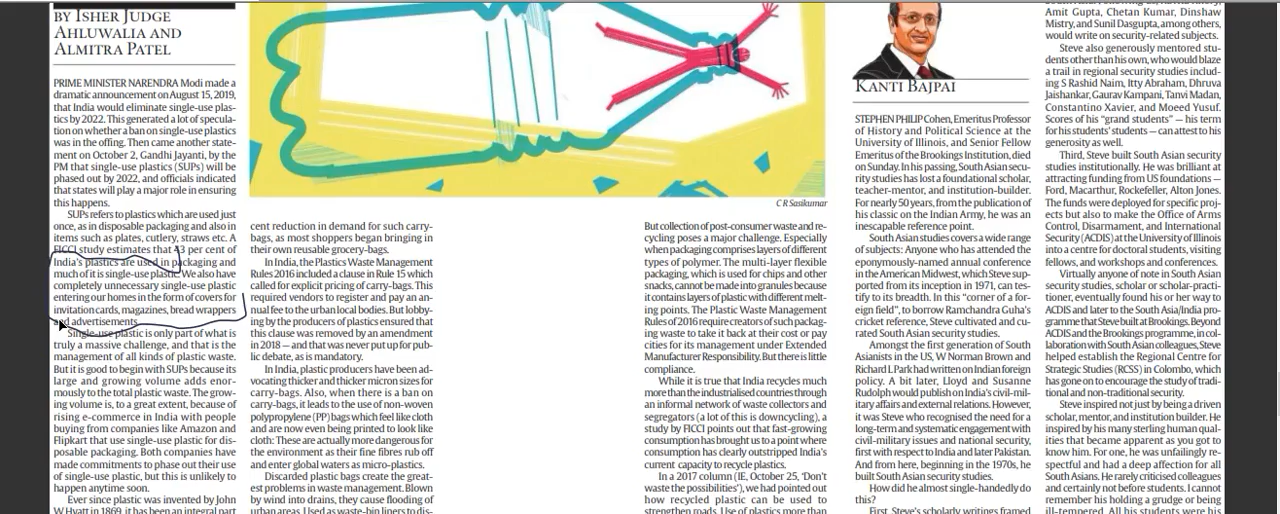 BY ISHER JUDGE
AHLUWALIA AND
ALMITRA PATEL
PRIME MINISTER NARENDRA Modi made a
dramatic announcement on August 15, 2019,
that India would eliminate single-use plas-
tics by 2022. This generated a lot of specula-
tion on whether a ban on single-use plastics
was in the offing. Then came another state-
ment on October 2, Gandhi Jayanti, by the
PM that single-use plastics (SUPs) will be
phased out by 2022, and officials indicated
that states will play a major role in ensuring
this happens.
SUPs refers to plastics which are used just
once, as in disposable packaging and also in
items such as plates, cutlery, straws etc. A
FICCI study estimates that 43 per cent of
India's plastics are used in packaging and
much of it is single-use plastic. We also have
completely unnecessary single-use plastic
entering our homes in the form of covers for
invitation cards, magazines, bread wrappers
and advertisements.
Single-use plastic is only part of what is
truly a massive challenge, and that is the
management of all kinds of plastic waste.
But it is good to begin with SUPs because its
large and growing volume adds enor-
mously to the total plastic waste. The grow-
ing volume is, to a great extent, because of
rising e-commerce in India with people
buying from companies like Amazon and
Flipkart that use single-use plastic for dis-
posable packaging. Both companies have
made commitments to phase out their use
of single-use plastic, but this is unlikely to
happen anytime soon.
Ever since plastic was invented by John
W Hyatt in 1869, it has been an integral part
C R Sasikumar
cent reduction in demand for such carry-
bags, as most shoppers began bringing in
their own reusable grocery-bags.
In India, the Plastics Waste Management
Rules 2016 included a clause in Rule 15 which
called for explicit pricing of carry-bags. This
required vendors to register and pay an an-
nual fee to the urban local bodies. But lobby-
ing by the producers of plastics ensured that
this clause was removed by an amendment
in 2018 — and that was never put up for pub-
lic debate, as is mandatory.
In India, plastic producers have been ad-
vocating thicker and thicker micron sizes for
carry-bags. Also, when there is a ban on
carry-bags, it leads to the use of non-woven
polypropylene (PP) bags which feel like cloth
and are now even being printed to look like
cloth: These are actually more dangerous for
the environment as their fine fibres rub off
and enter global waters as micro-plastics.
Discarded plastic bags create the great-
est problems in waste management. Blown
by wind into drains, they cause flooding of
urban areas. Used as waste-bin liners to dis-
But collection of post-consumer waste and re-
cycling poses a major challenge. Especially
when packaging comprises layers of different
types of polymer. The multi-layer flexible
packaging, which is used for chips and other
snacks, cannot be made into granules because
it contains layers of plastic with different melt-
ing points. The Plastic Waste Management
Rules of 2016 require creators of such packag-
ing waste to take it back at their cost or pay
cities for its management under Extended
Manufacturer Responsibility. But there is little
compliance.
While it is true that India recycles much
more than the industrialised countries through
an informal network of waste collectors and
segregators (a lot of this is downcycling), a
study by FICCI points out that fast-growing
consumption has brought us to a point where
consumption has clearly outstripped India's
current capacity to recycle plastics.
In a 2017 column (IE, October 25, 'Don't
waste the possibilities'), we had pointed out
how recycled plastic can be used to
strengthen roads. Use of plastics more than
KANTI BAJPAI
STEPHEN PHILIP Cohen, Emeritus Professor
of History and Political Science at the
University of Illinois, and Senior Fellow
Emeritus of the Brookings Institution, died
on Sunday. In his passing, South Asian secu-
rity studies has lost a foundational scholar,
teacher-mentor, and institution-builder.
For nearly 50 years, from the publication of
his classic on the Indian Army, he was an
inescapable reference point.
South Asian studies covers a wide range
of subjects: Anyone who has attended the
eponymously-named annual conference
in the American Midwest, which Steve sup-
ported from its inception in 1971, can tes-
tify to its breadth. In this "corner of a for-
eign field", to borrow Ramchandra Guha's
cricket reference, Steve cultivated and cu-
rated South Asian security studies.
Amongst the first generation of South
Asianists in the US, W Norman Brown and
Richard L Park had written on Indian foreign
policy. A bit later, Lloyd and Susanne
Rudolph would publish on India's civil-mili-
tary affairs and external relations. However,
it was Steve who recognised the need for a
long-term and systematic engagement with
civil-military issues and national security,
first with respect to India and later Pakistan.
And from here, beginning in the 1970s, he
built South Asian security studies.
How did he almost single-handedly do
this?
First, Steve's scholarly writings framed
Amit Gupta, Chetan Kumar, Dinshaw
Mistry, and Sunil Dasgupta, among others,
would write on security-related subjects.
Steve also generously mentored stu-
dents other than his own, who would blaze
a trail in regional security studies includ-
ing S Rashid Naim, Itty Abraham, Dhruva
Jaishankar, Gaurav Kampani, Tanvi Madan,
Constantino Xavier, and Moeed Yusuf.
Scores of his "grand students" — his term
for his students' students — can attest to his
generosity as well.
Third, Steve built South Asian security
studies institutionally. He was brilliant at
attracting funding from US foundations —
Ford, Macarthur, Rockefeller, Alton Jones.
The funds were deployed for specific proj-
ects but also to make the Office of Arms
Control, Disarmament, and International
Security (ACDIS) at the University of Illinois
into a centre for doctoral students, visiting
fellows, and workshops and conferences.
Virtually anyone of note in South Asian
security studies, scholar or scholar-practi-
tioner, eventually found his or her way to
ACDIS and later to the South Asia/India pro-
gramme that Steve built at Brookings. Beyond
ACDIS and the Brookings programme, in col-
laboration with South Asian colleagues, Steve
helped establish the Regional Centre for
Strategic Studies (RCSS) in Colombo, which
has gone on to encourage the study of tradi-
tional and non-traditional security.
Steve inspired not just by being a driven
scholar, mentor, and institution builder. He
inspired by his many sterling human qual-
ities that became apparent as you got to
know him. For one, he was unfailingly re-
spectful and had a deep affection for all
South Asians. He rarely criticised colleagues
and certainly not before students. I cannot
remember his holding a grudge or being
ill-tempered. All his students were his